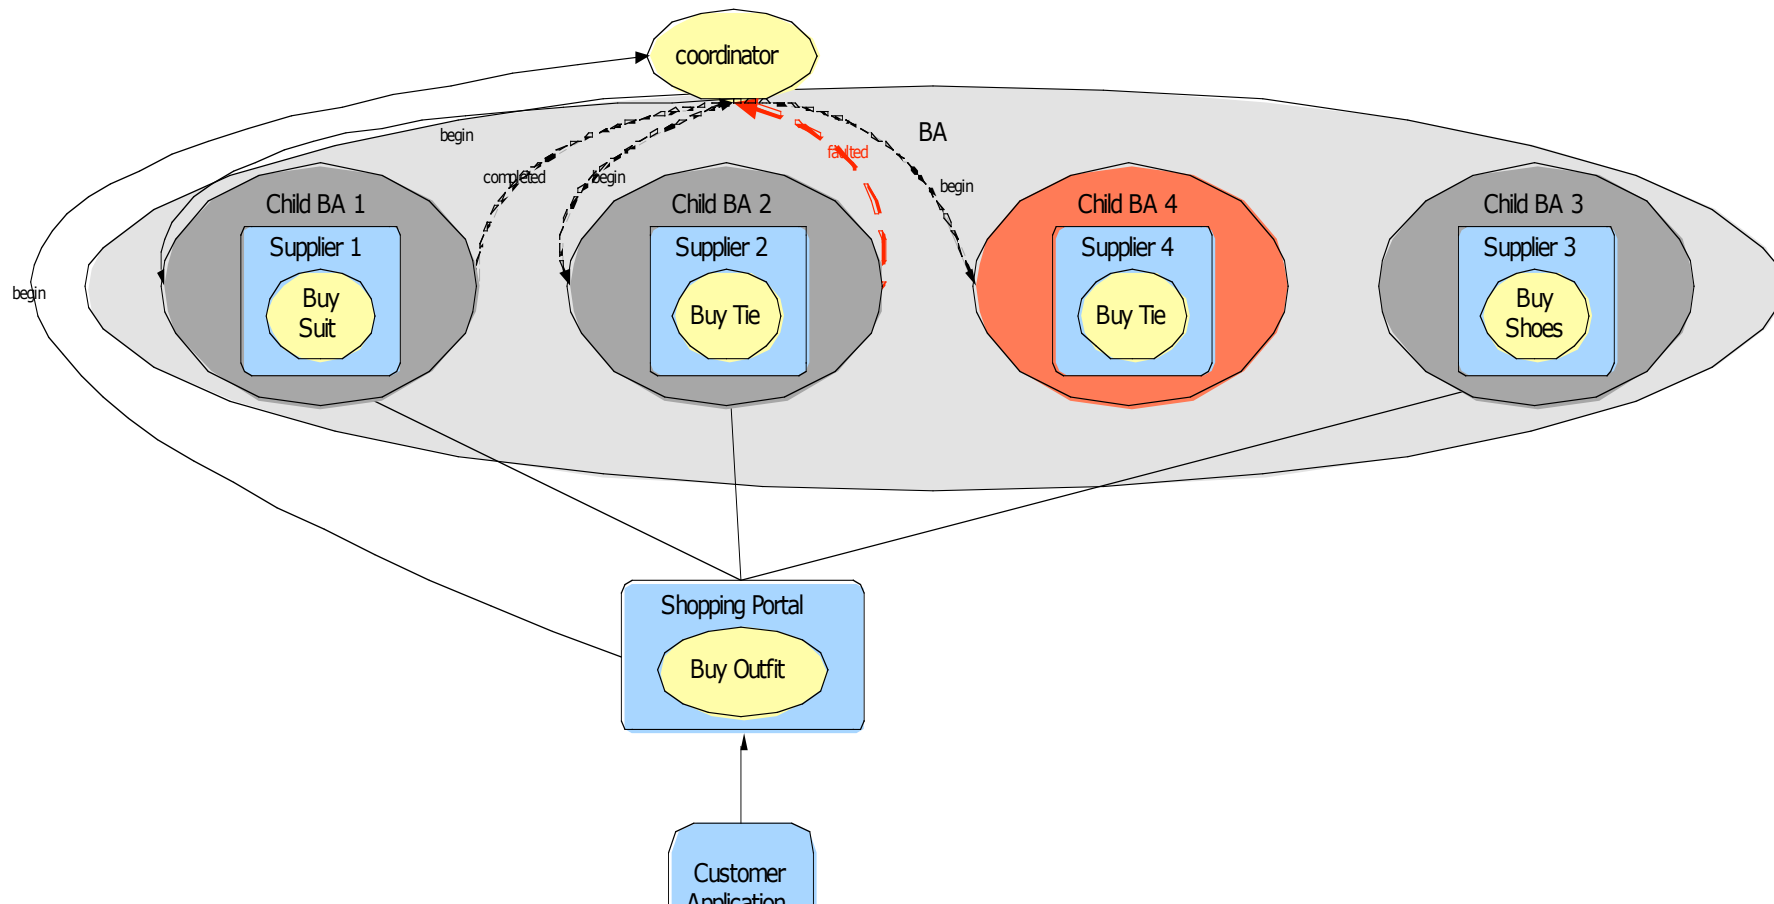 coordinator
begin
BA
completed
begin
faulted
begin
Child BA 1
Child BA 2
Child BA 4
Child BA 3
Supplier 1
Supplier 2
Supplier 4
Supplier 3
Buy
Suit
Buy Tie
Buy Tie
Buy
Shoes
begin
Shopping Portal
Buy Outfit
Customer
Application